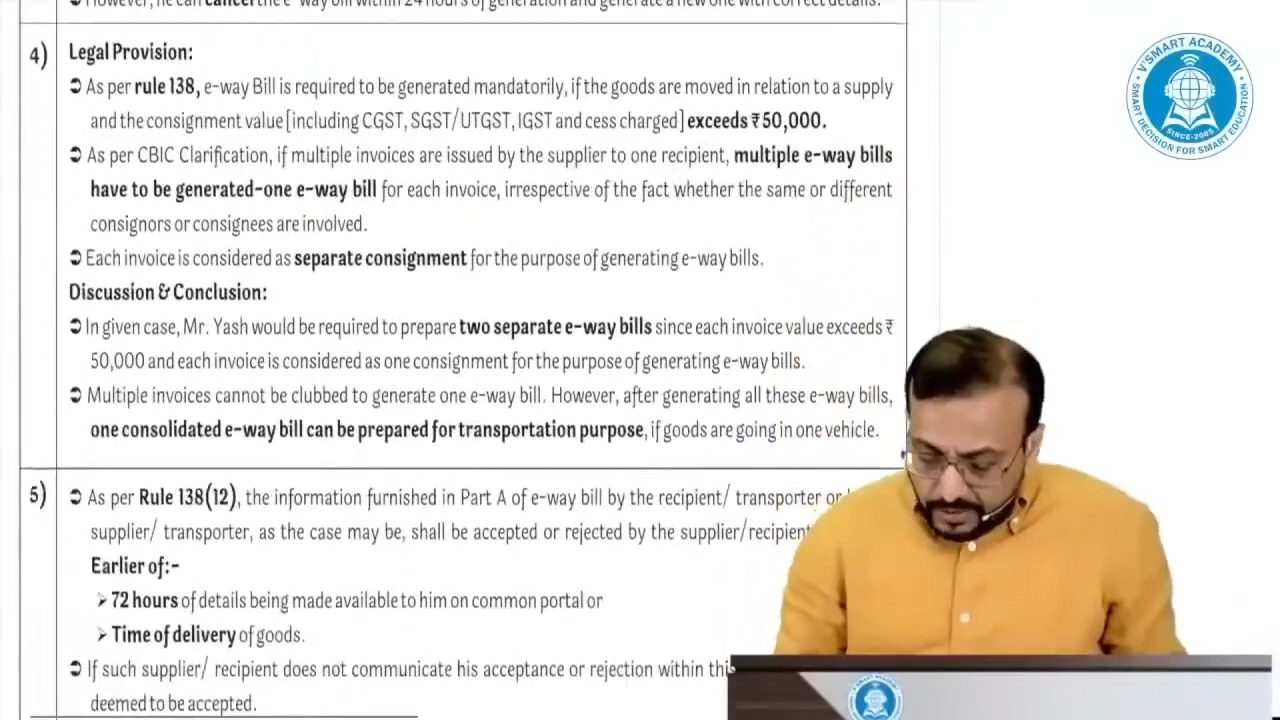 However, he can cancel the e-way bill within 24 hours of generation and generate a new one with correct details.
4) Legal Provision:
➲ As per rule 138, e-way Bill is required to be generated mandatorily, if the goods are moved in relation to a supply
and the consignment value [including CGST, SGST/UTGST, IGST and cess charged] exceeds ₹ 50,000.
➲ As per CBIC Clarification, if multiple invoices are issued by the supplier to one recipient, multiple e-way bills
have to be generated-one e-way bill for each invoice, irrespective of the fact whether the same or different
consignors or consignees are involved.
➲ Each invoice is considered as separate consignment for the purpose of generating e-way bills.
Discussion & Conclusion:
➲ In given case, Mr. Yash would be required to prepare two separate e-way bills since each invoice value exceeds ₹
50,000 and each invoice is considered as one consignment for the purpose of generating e-way bills.
➲ Multiple invoices cannot be clubbed to generate one e-way bill. However, after generating all these e-way bills,
one consolidated e-way bill can be prepared for transportation purpose, if goods are going in one vehicle.
5) ➲ As per Rule 138(12), the information furnished in Part A of e-way bill by the recipient/ transporter or
supplier/ transporter, as the case may be, shall be accepted or rejected by the supplier/recipient
Earlier of:-
➢ 72 hours of details being made available to him on common portal or
➢ Time of delivery of goods.
➲ If such supplier/ recipient does not communicate his acceptance or rejection within
deemed to be accepted.
V'SMART ACADEMY
SINCE-2005
SMART DECISION FOR SMART EDUCATION